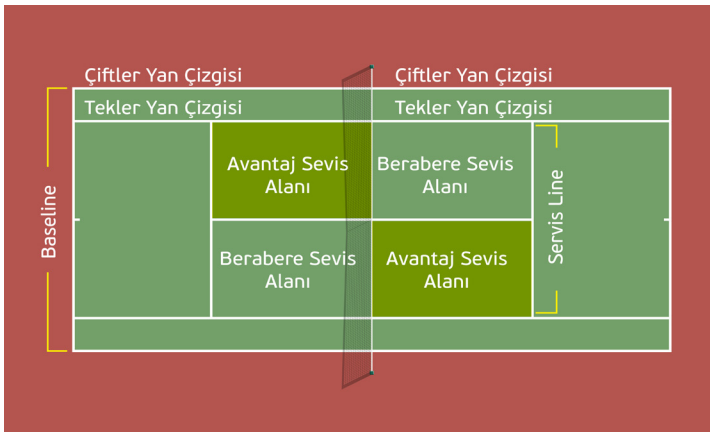 Çiftler Yan Çizgisi
Çiftler Yan Çizgisi
Tekler Yan Çizgisi
Tekler Yan Çizgisi
Avantaj Sevis
Alanı
Berabere Sevis
Alanı
Baseline
Servis Line
Berabere Sevis
Alanı
Avantaj Sevis
Alanı